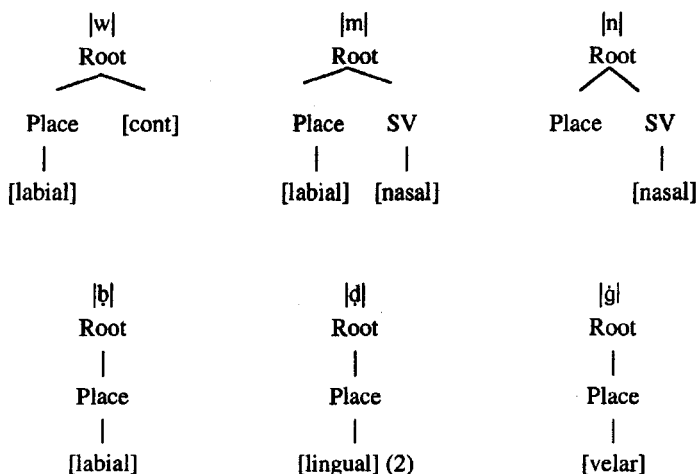 |w| |m| |n|
Root Root Root
Place [cont] Place SV Place SV
[labial] [labial] [nasal] [nasal]
|ḅ| |ḍ| |ġ|
Root Root Root
Place Place Place
[labial] [lingual] (2) [velar]